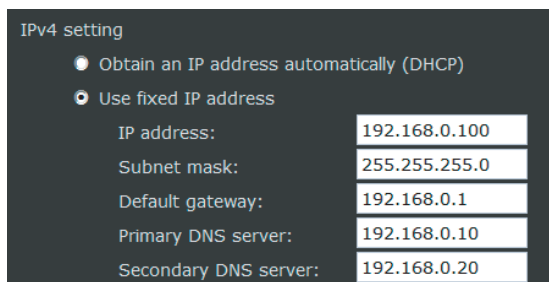 IPv4 setting
Obtain an IP address automatically (DHCP)
Use fixed IP address
IP address: 192.168.0.100
Subnet mask: 255.255.255.0
Default gateway: 192.168.0.1
Primary DNS server: 192.168.0.10
Secondary DNS server: 192.168.0.20